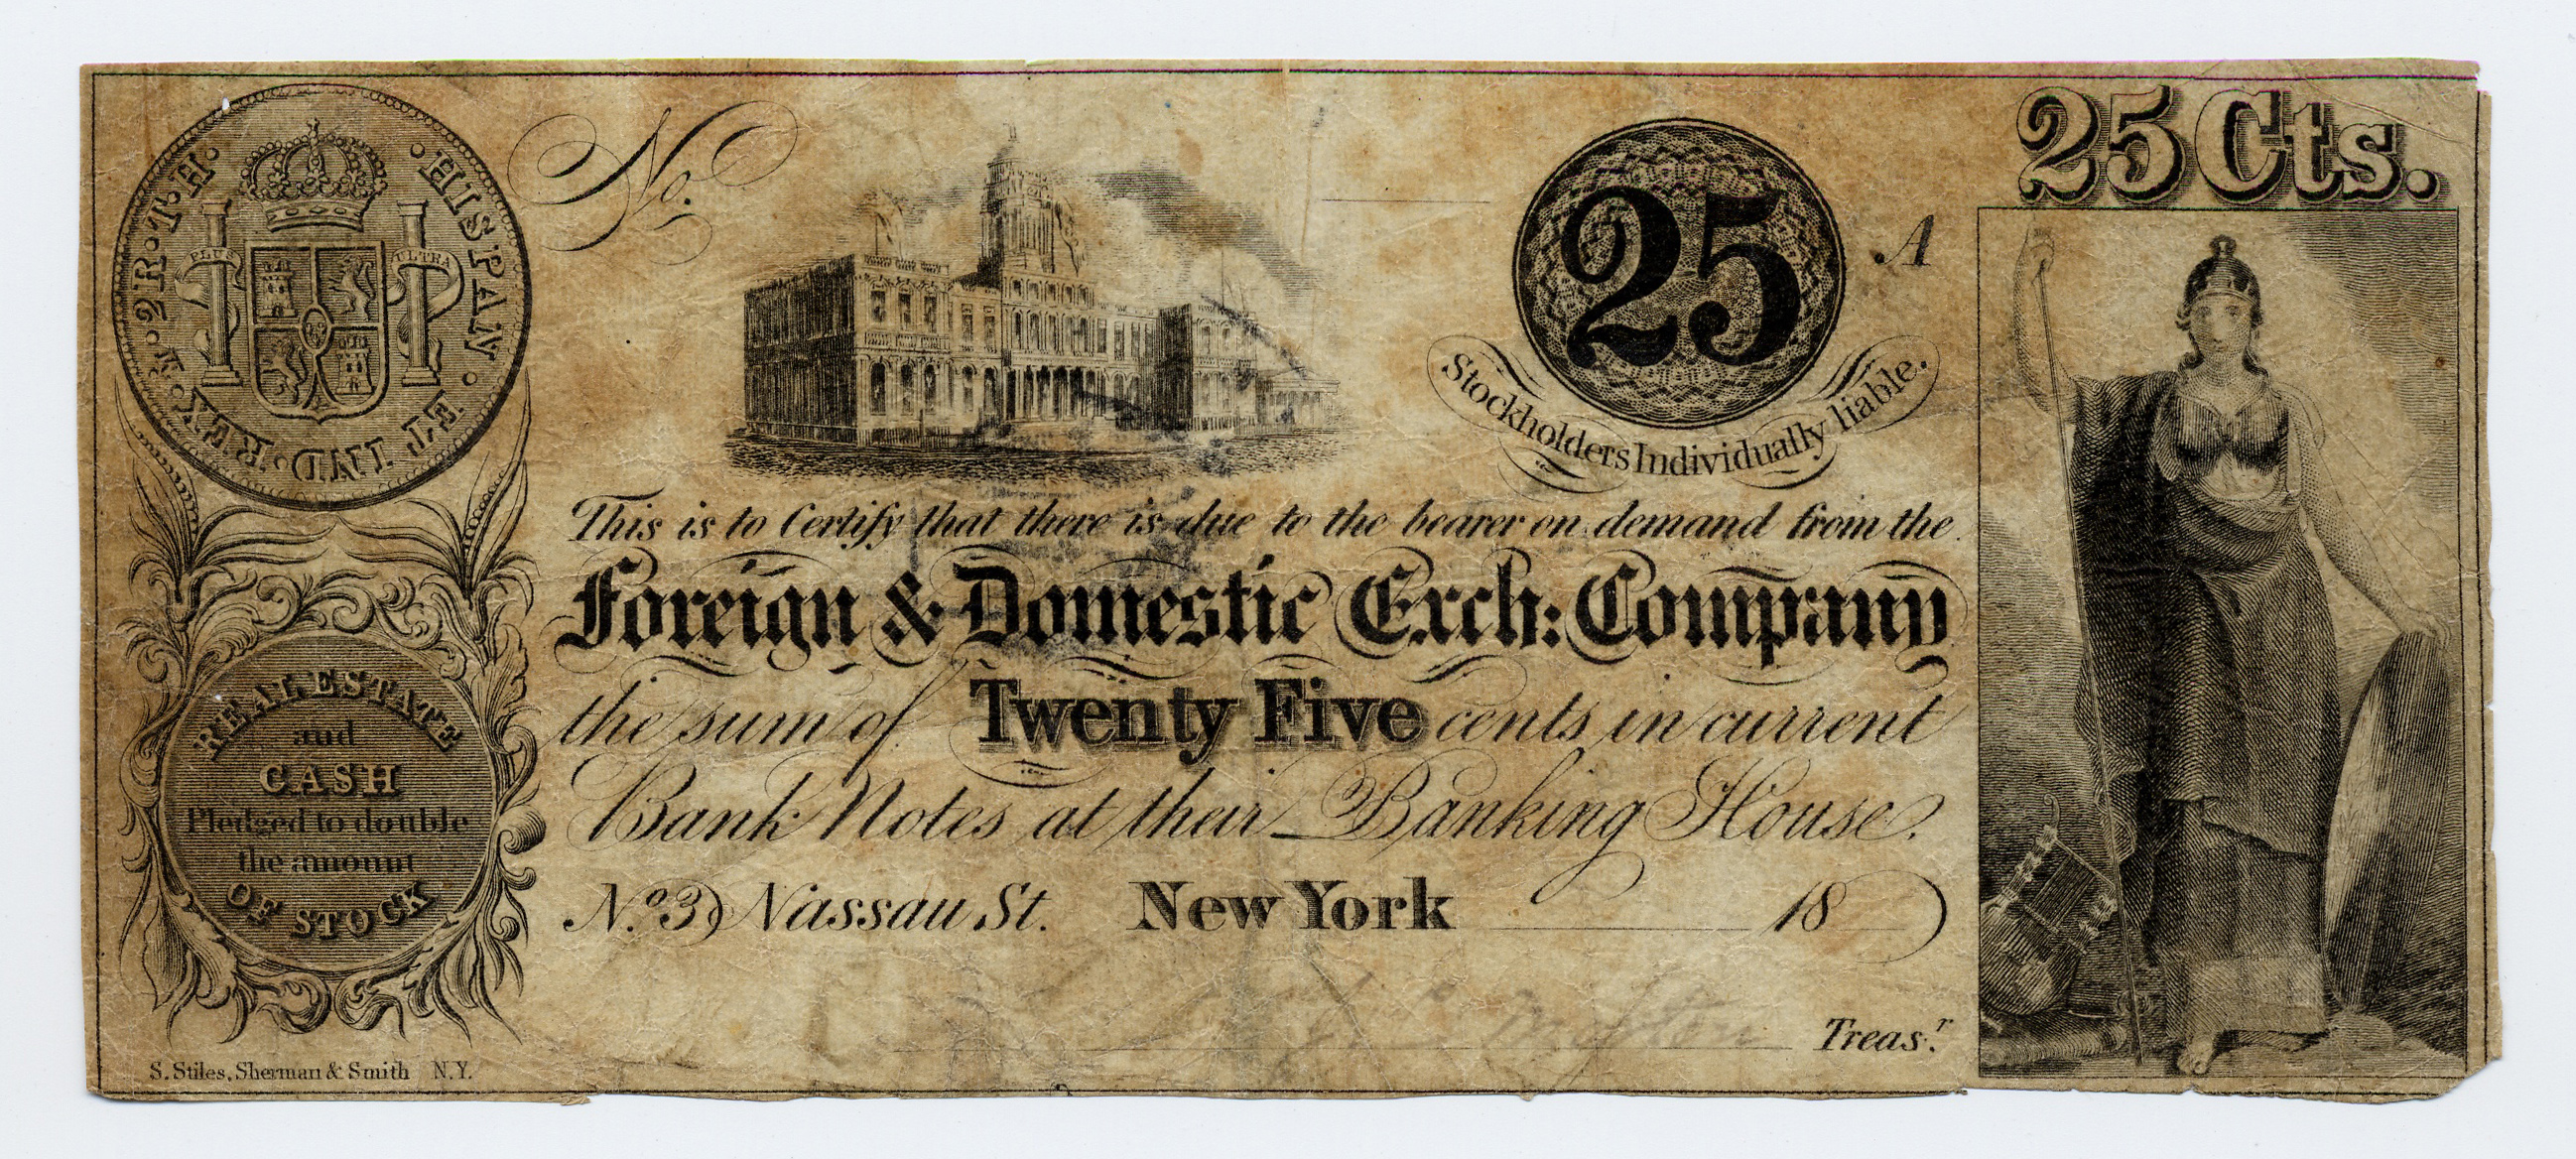 HISPAN · ET IND · REX · M · 2R · T · H ·
PLUS ULTRA
No.
25
A
Stockholders Individually liable.
25 Cts.
This is to Certify that there is due to the bearer on demand from the
Foreign & Domestic Exch: Company
the sum of Twenty Five cents in current
Bank Notes at their Banking House.
No. 3 Nassau St. New York 18
Treasr.
REAL ESTATE
and
CASH
Pledged to double
the amount
OF STOCK
S. Stiles, Sherman & Smith N.Y.